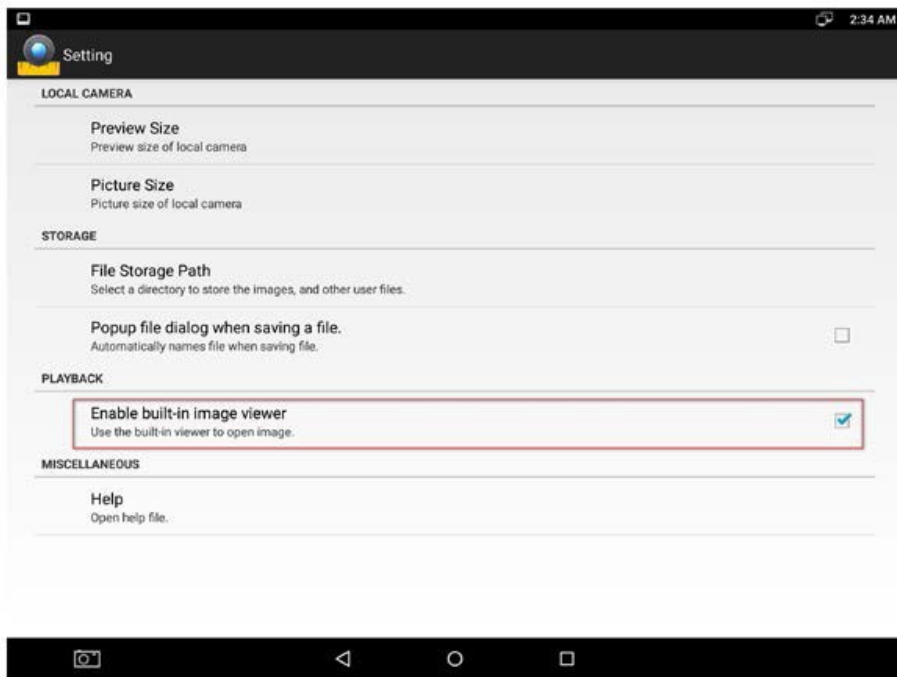 2:34 AM
Setting
LOCAL CAMERA
Preview Size
Preview size of local camera
Picture Size
Picture size of local camera
STORAGE
File Storage Path
Select a directory to store the images, and other user files.
Popup file dialog when saving a file.
Automatically names file when saving file.
PLAYBACK
Enable built-in image viewer
Use the built-in viewer to open image.
MISCELLANEOUS
Help
Open help file.